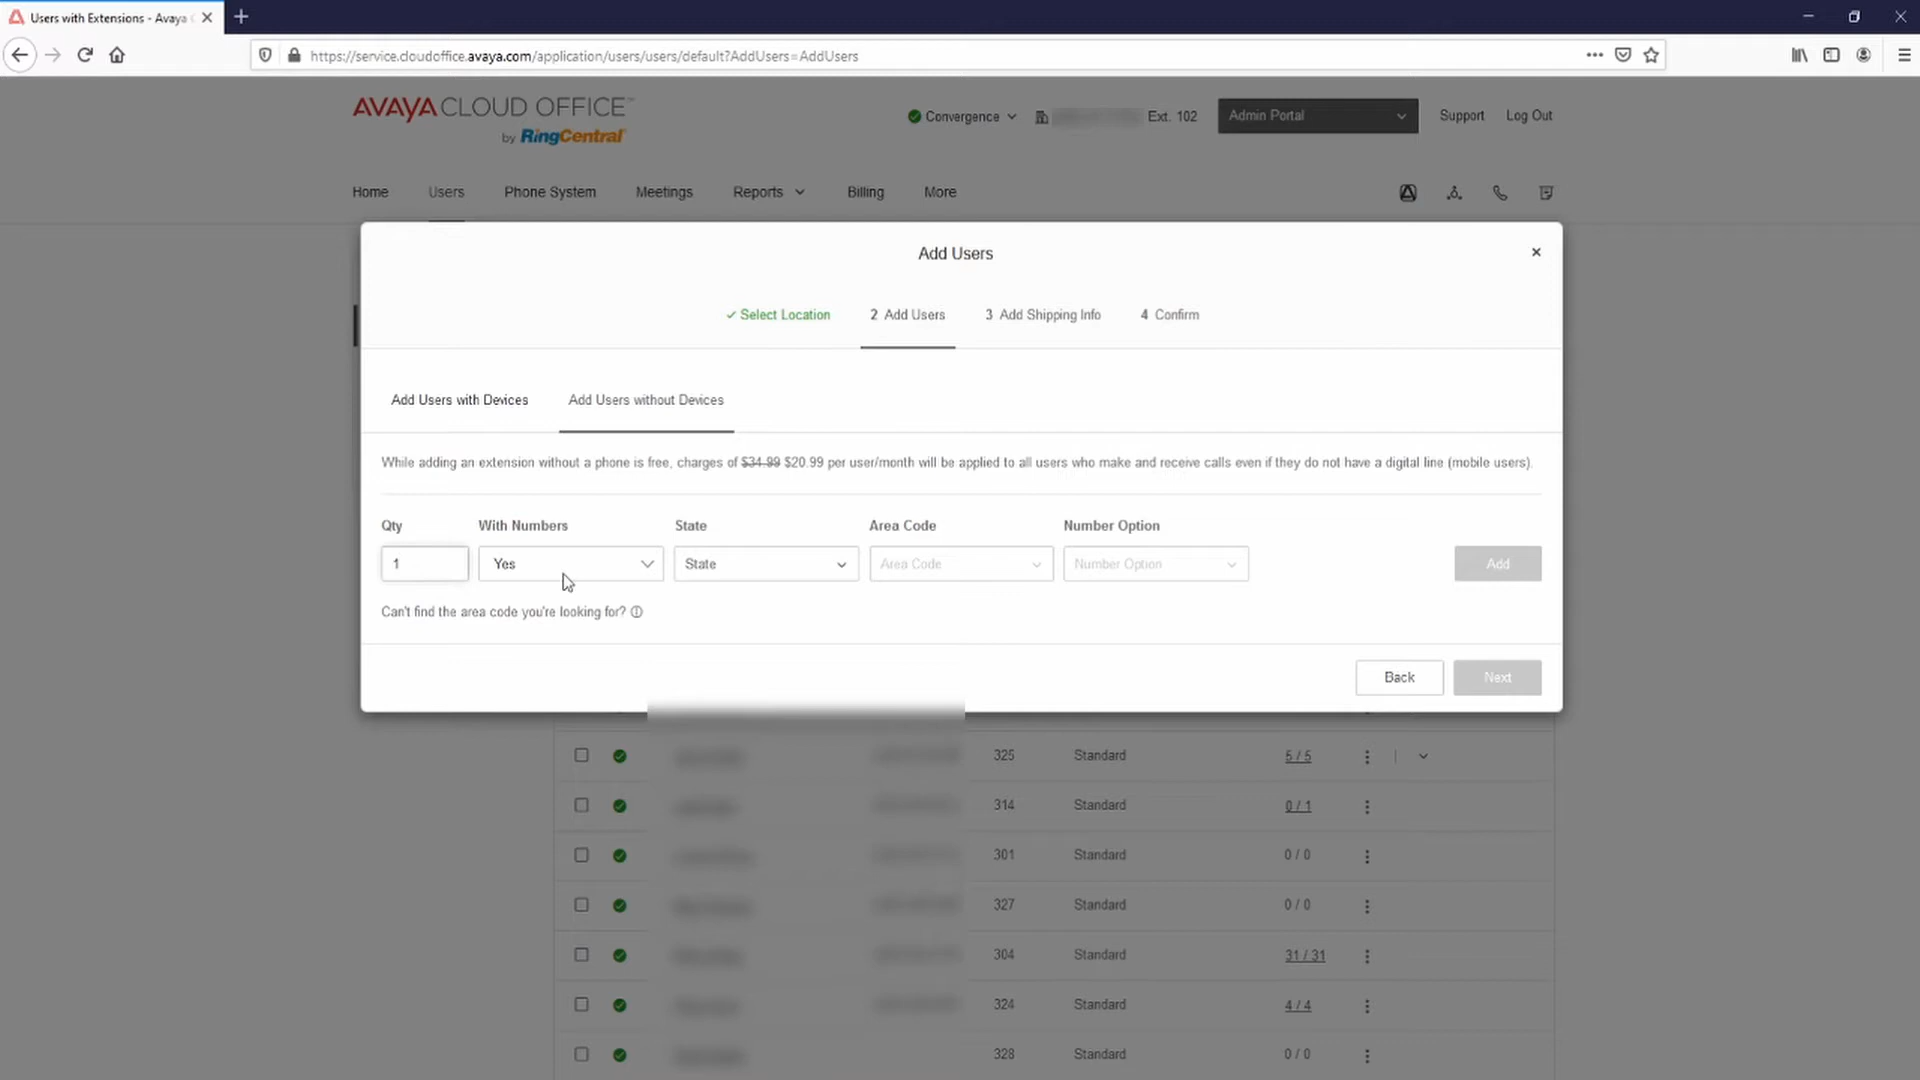 Users with Extensions - Avaya
https://service.cloudoffice.avaya.com/application/users/users/default?AddUsers=AddUsers
AVAYA CLOUD OFFICE™
by RingCentral
Convergence
Ext. 102
Admin Portal
Support
Log Out
Home
Users
Phone System
Meetings
Reports
Billing
More
Add Users
Select Location
2 Add Users
3 Add Shipping Info
4 Confirm
Add Users with Devices
Add Users without Devices
While adding an extension without a phone is free, charges of $34.99 $20.99 per user/month will be applied to all users who make and receive calls even if they do not have a digital line (mobile users).
Qty
With Numbers
State
Area Code
Number Option
1
Yes
State
Area Code
Number Option
Add
Can't find the area code you're looking for?
Back
Next
325 Standard 5 / 5
314 Standard 0 / 1
301 Standard 0 / 0
327 Standard 0 / 0
304 Standard 31 / 31
324 Standard 4 / 4
328 Standard 0 / 0